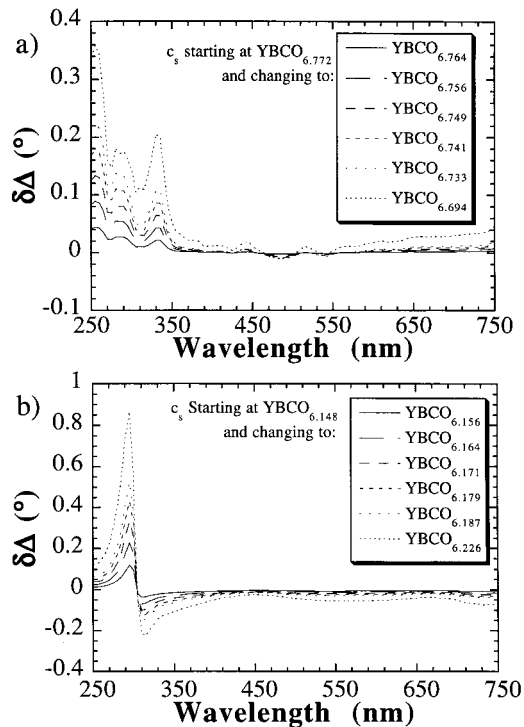 a)
c_s starting at YBCO_6.772
and changing to:
YBCO_6.764
YBCO_6.756
YBCO_6.749
YBCO_6.741
YBCO_6.733
YBCO_6.694
δΔ (°)
0.4
0.3
0.2
0.1
0
-0.1
250 350 450 550 650 750
Wavelength (nm)
b)
c_s Starting at YBCO_6.148
and changing to:
YBCO_6.156
YBCO_6.164
YBCO_6.171
YBCO_6.179
YBCO_6.187
YBCO_6.226
δΔ (°)
1
0.8
0.6
0.4
0.2
0
-0.2
-0.4
250 350 450 550 650 750
Wavelength (nm)